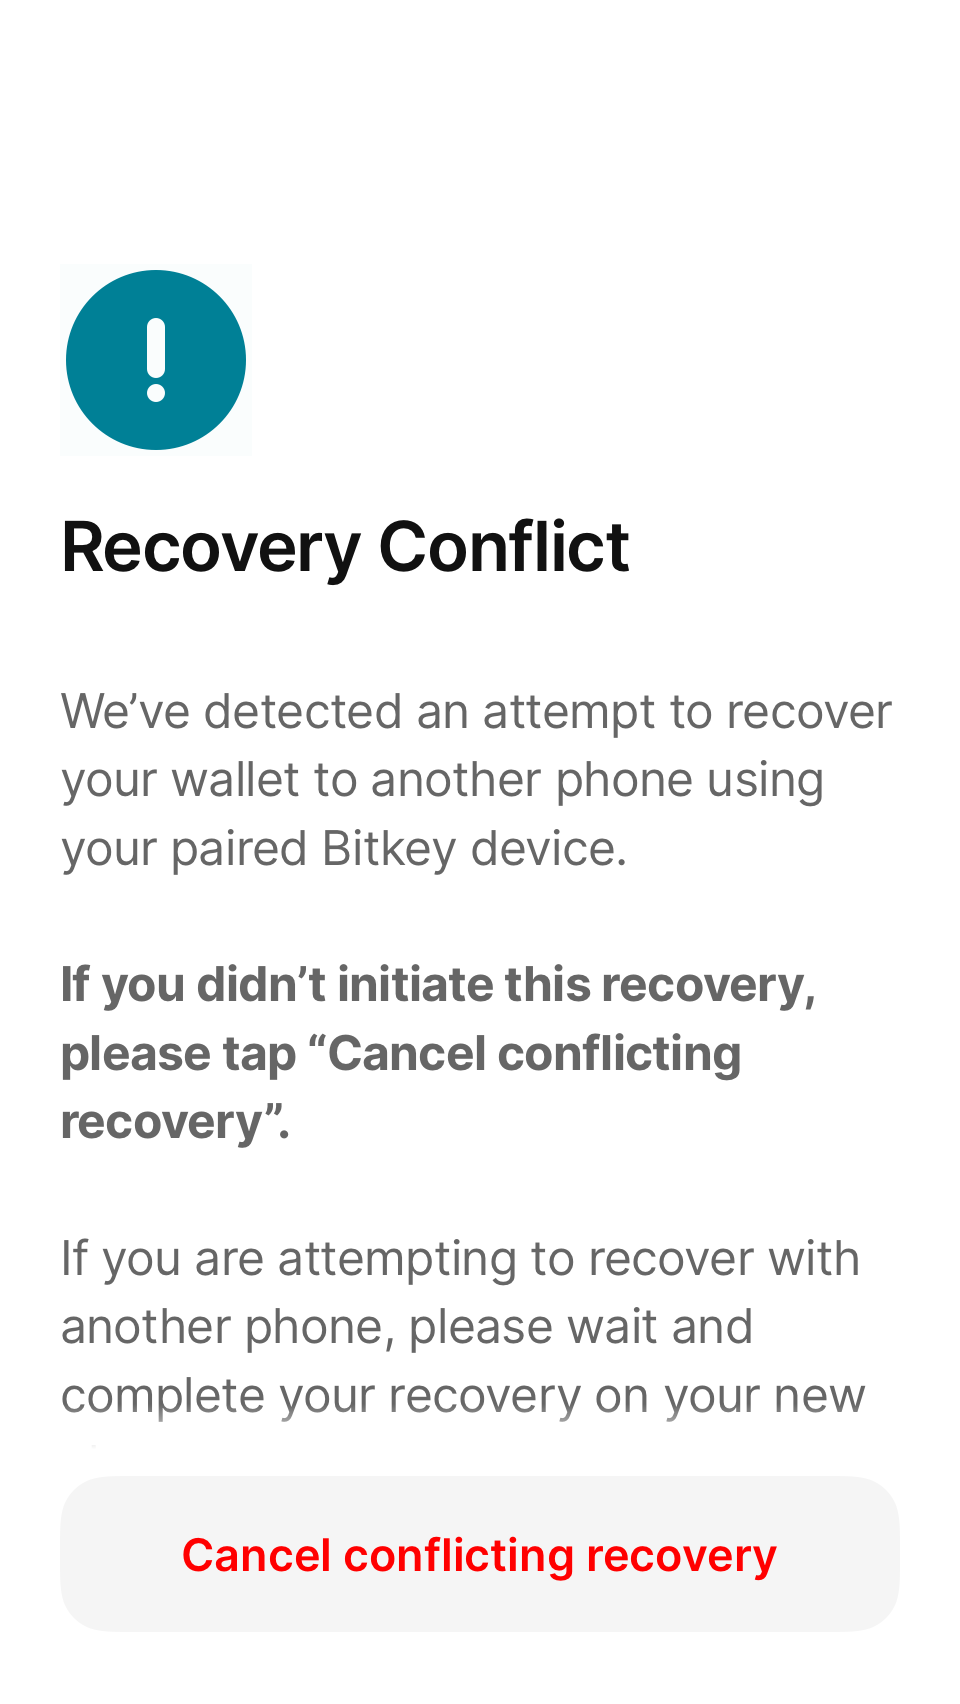 Recovery Conflict
We’ve detected an attempt to recover
your wallet to another phone using
your paired Bitkey device.
If you didn’t initiate this recovery,
please tap “Cancel conflicting
recovery”.
If you are attempting to recover with
another phone, please wait and
complete your recovery on your new
Cancel conflicting recovery